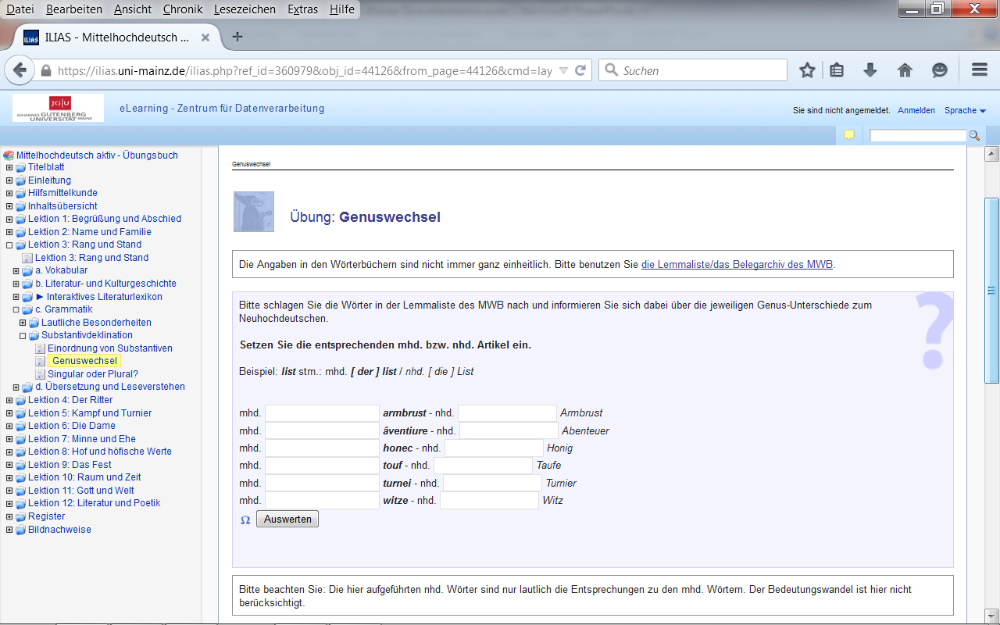 Datei Bearbeiten Ansicht Chronik Lesezeichen Extras Hilfe
ILIAS - Mittelhochdeutsch ...
https://ilias.uni-mainz.de/ilias.php?ref_id=360979&obj_id=44126&from_page=44126&cmd=lay
Suchen
JG|U
JOHANNES GUTENBERG
UNIVERSITÄT MAINZ
eLearning - Zentrum für Datenverarbeitung
Sie sind nicht angemeldet. Anmelden Sprache
Mittelhochdeutsch aktiv - Übungsbuch
Titelblatt
Einleitung
Hilfsmittelkunde
Inhaltsübersicht
Lektion 1: Begrüßung und Abschied
Lektion 2: Name und Familie
Lektion 3: Rang und Stand
Lektion 3: Rang und Stand
a. Vokabular
b. Literatur- und Kulturgeschichte
► Interaktives Literaturlexikon
c. Grammatik
Lautliche Besonderheiten
Substantivdeklination
Einordnung von Substantiven
Genuswechsel
Singular oder Plural?
d. Übersetzung und Leseverstehen
Lektion 4: Der Ritter
Lektion 5: Kampf und Turnier
Lektion 6: Die Dame
Lektion 7: Minne und Ehe
Lektion 8: Hof und höfische Werte
Lektion 9: Das Fest
Lektion 10: Raum und Zeit
Lektion 11: Gott und Welt
Lektion 12: Literatur und Poetik
Register
Bildnachweise
Genuswechsel
Übung: Genuswechsel
Die Angaben in den Wörterbüchern sind nicht immer ganz einheitlich. Bitte benutzen Sie die Lemmaliste/das Belegarchiv des MWB.
Bitte schlagen Sie die Wörter in der Lemmaliste des MWB nach und informieren Sie sich dabei über die jeweiligen Genus-Unterschiede zum
Neuhochdeutschen.
Setzen Sie die entsprechenden mhd. bzw. nhd. Artikel ein.
Beispiel: list stm.: mhd. [ der ] list / nhd. [ die ] List
mhd. armbrust - nhd. Armbrust
mhd. âventiure - nhd. Abenteuer
mhd. honec - nhd. Honig
mhd. touf - nhd. Taufe
mhd. turnei - nhd. Turnier
mhd. witze - nhd. Witz
Ω Auswerten
Bitte beachten Sie: Die hier aufgeführten nhd. Wörter sind nur lautlich die Entsprechungen zu den mhd. Wörtern. Der Bedeutungswandel ist hier nicht
berücksichtigt.